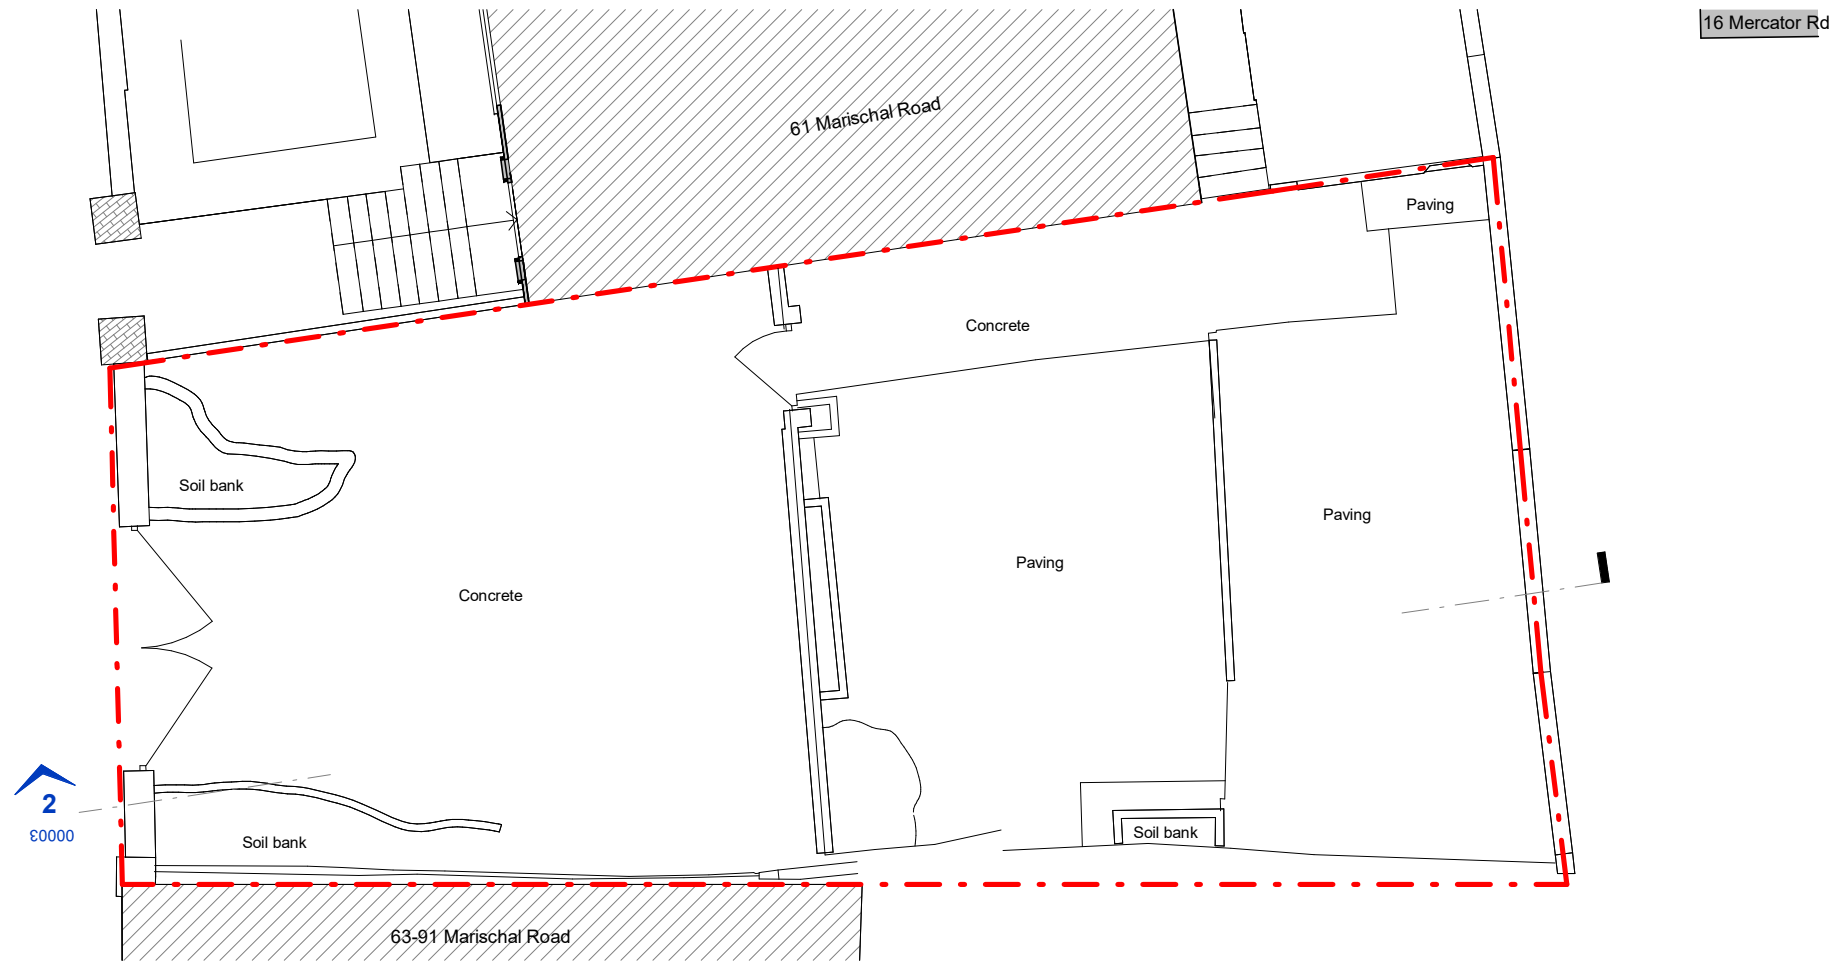 16 Mercator Rd
61 Marischal Road
Paving
Concrete
Soil bank
Paving
Paving
Concrete
2
00003
Soil bank
Soil bank
63-91 Marischal Road